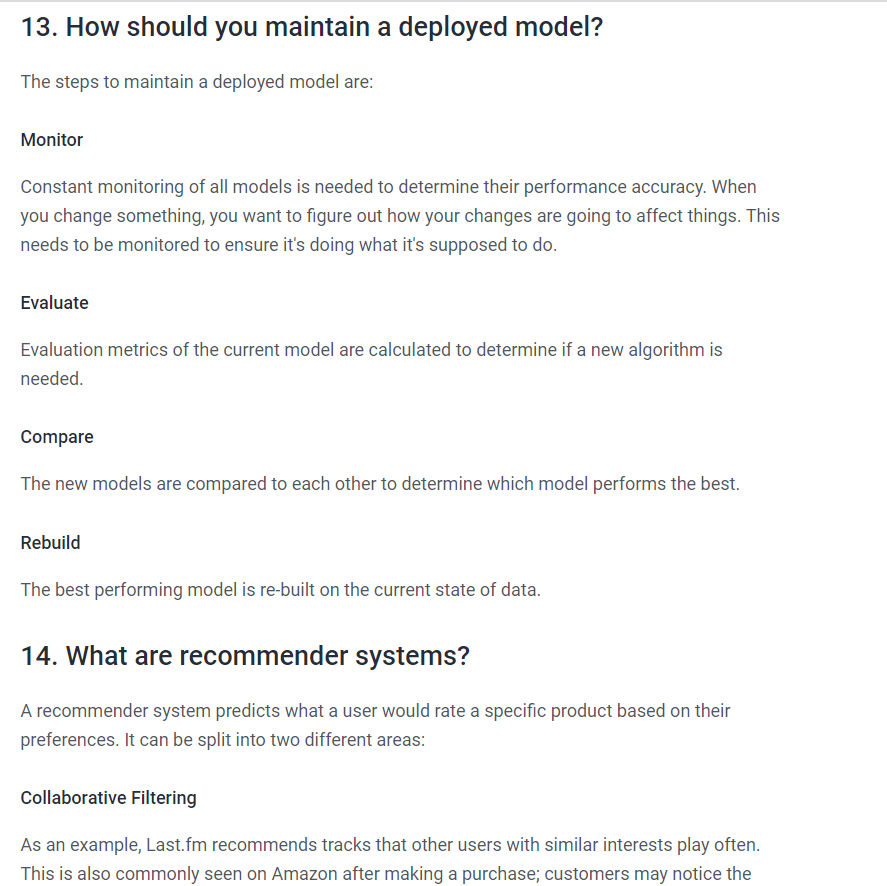 13. How should you maintain a deployed model?
The steps to maintain a deployed model are:
Monitor
Constant monitoring of all models is needed to determine their performance accuracy. When
you change something, you want to figure out how your changes are going to affect things. This
needs to be monitored to ensure it's doing what it's supposed to do.
Evaluate
Evaluation metrics of the current model are calculated to determine if a new algorithm is
needed.
Compare
The new models are compared to each other to determine which model performs the best.
Rebuild
The best performing model is re-built on the current state of data.
14. What are recommender systems?
A recommender system predicts what a user would rate a specific product based on their
preferences. It can be split into two different areas:
Collaborative Filtering
As an example, Last.fm recommends tracks that other users with similar interests play often.
This is also commonly seen on Amazon after making a purchase; customers may notice the